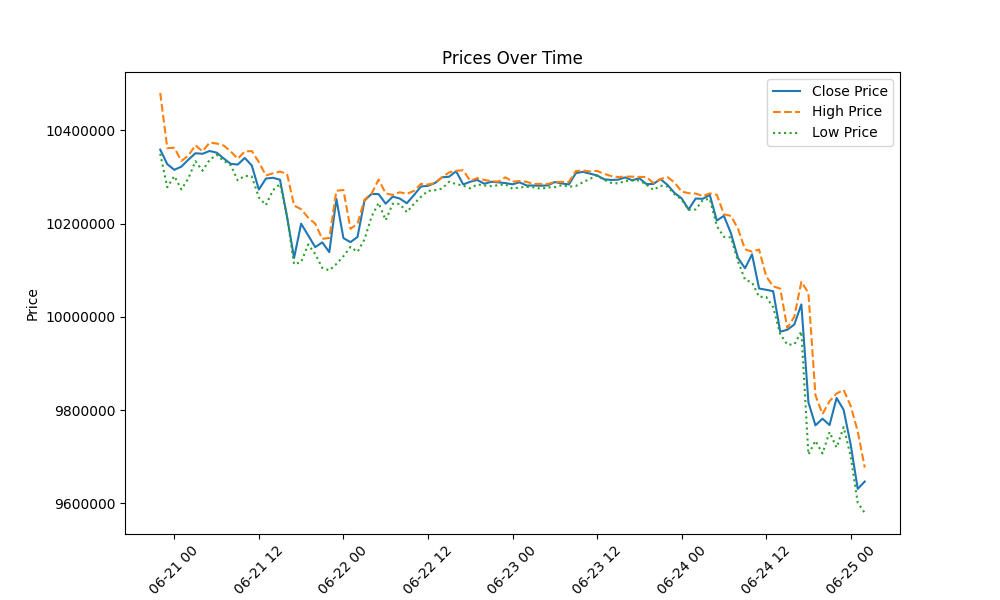 Prices Over Time
Close Price
High Price
Low Price
Price
10400000
10200000
10000000
9800000
9600000
06-21 00
06-21 12
06-22 00
06-22 12
06-23 00
06-23 12
06-24 00
06-24 12
06-25 00